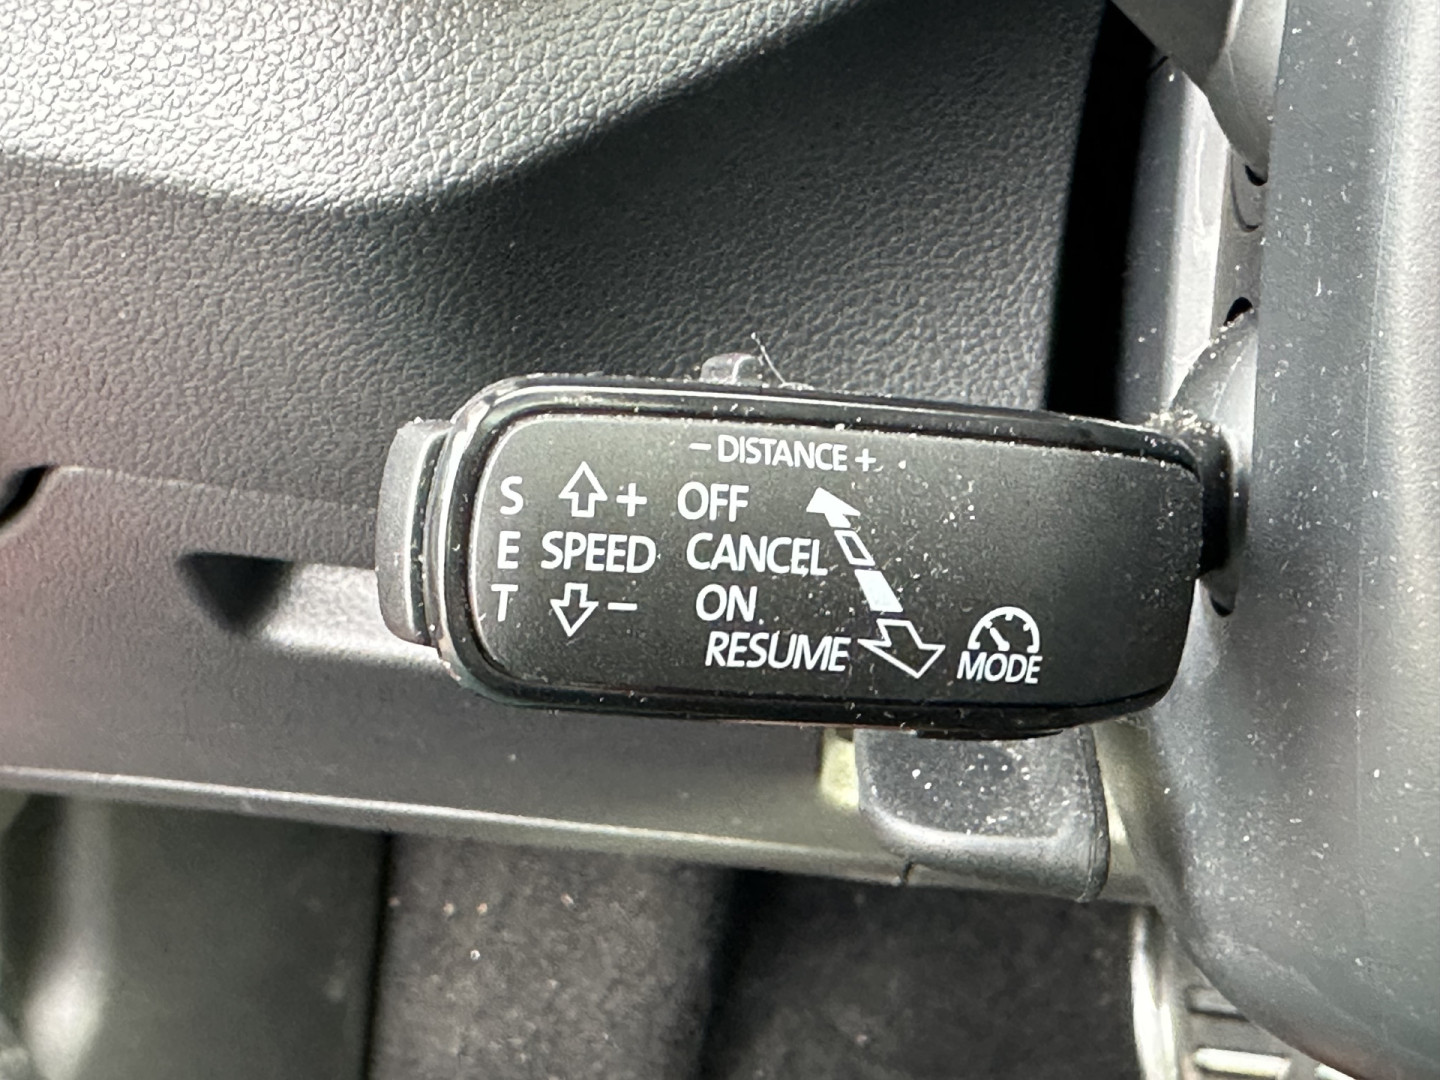 – DISTANCE +
S + OFF
E SPEED CANCEL
T – ON
RESUME
MODE